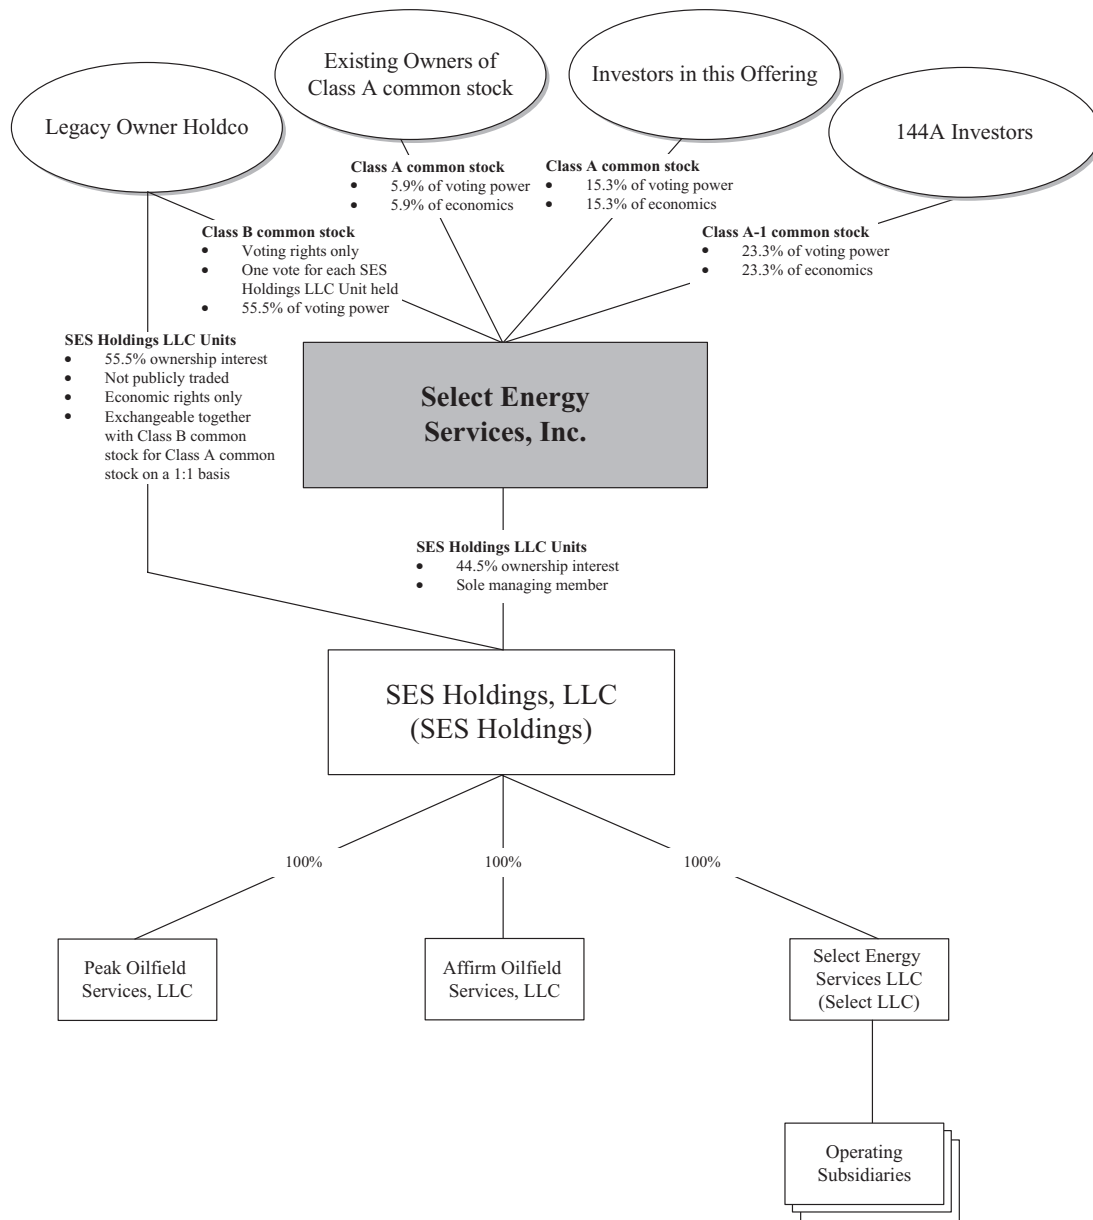 Legacy Owner Holdco
Existing Owners of
Class A common stock
Investors in this Offering
144A Investors
Class A common stock
• 5.9% of voting power
• 5.9% of economics
Class A common stock
• 15.3% of voting power
• 15.3% of economics
Class B common stock
• Voting rights only
• One vote for each SES
Holdings LLC Unit held
• 55.5% of voting power
Class A-1 common stock
• 23.3% of voting power
• 23.3% of economics
SES Holdings LLC Units
• 55.5% ownership interest
• Not publicly traded
• Economic rights only
• Exchangeable together
with Class B common
stock for Class A common
stock on a 1:1 basis
Select Energy
Services, Inc.
SES Holdings LLC Units
• 44.5% ownership interest
• Sole managing member
SES Holdings, LLC
(SES Holdings)
100%
100%
100%
Peak Oilfield
Services, LLC
Affirm Oilfield
Services, LLC
Select Energy
Services LLC
(Select LLC)
Operating
Subsidiaries